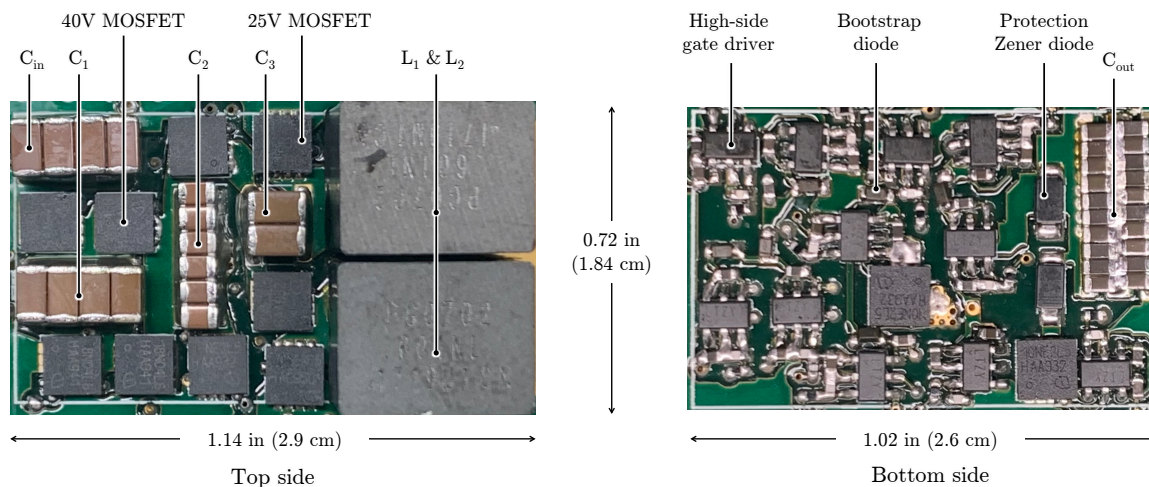 40V MOSFET
25V MOSFET
C_in
C_1
C_2
C_3
L_1 & L_2
High-side
gate driver
Bootstrap
diode
Protection
Zener diode
C_out
0.72 in
(1.84 cm)
1.14 in (2.9 cm)
Top side
HAA932
HAA932
1.02 in (2.6 cm)
Bottom side